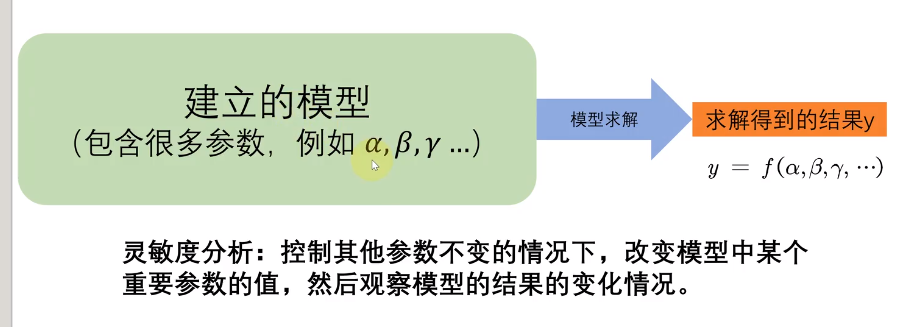 建立的模型
（包含很多参数，例如 α, β, γ ...）
模型求解
求解得到的结果y
y = f(α,β,γ,⋯)
灵敏度分析：控制其他参数不变的情况下，改变模型中某个
重要参数的值，然后观察模型的结果的变化情况。